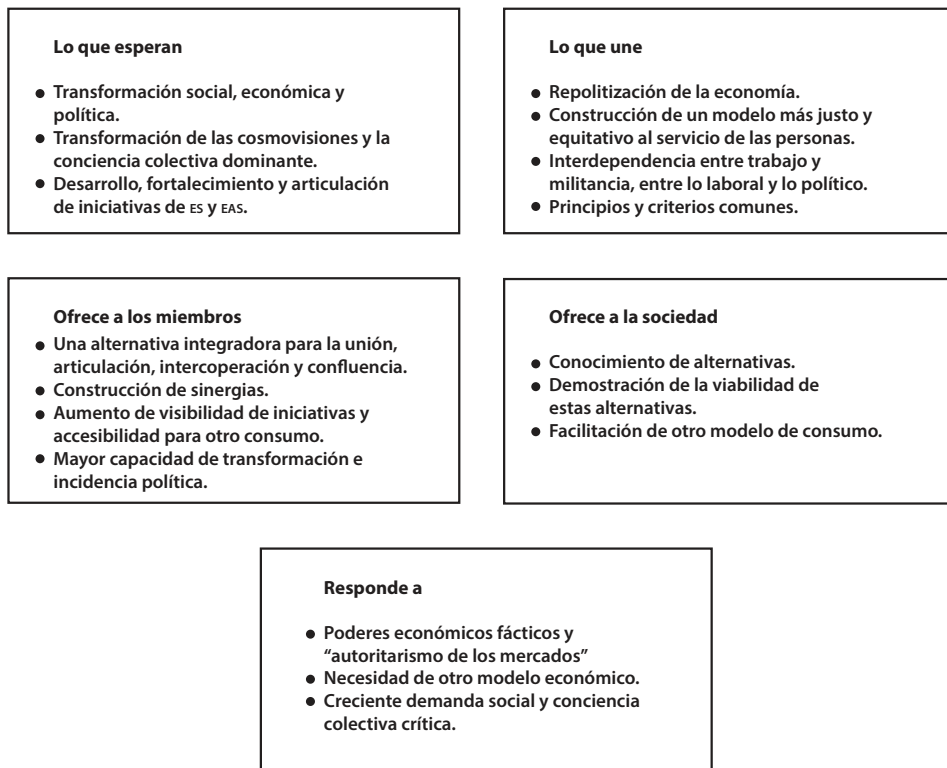 Lo que esperan
● Transformación social, económica y
política.
● Transformación de las cosmovisiones y la
conciencia colectiva dominante.
● Desarrollo, fortalecimiento y articulación
de iniciativas de ES y EAS.
Lo que une
● Repolitización de la economía.
● Construcción de un modelo más justo y
equitativo al servicio de las personas.
● Interdependencia entre trabajo y
militancia, entre lo laboral y lo político.
● Principios y criterios comunes.
Ofrece a los miembros
● Una alternativa integradora para la unión,
articulación, intercoperación y confluencia.
● Construcción de sinergias.
● Aumento de visibilidad de iniciativas y
accesibilidad para otro consumo.
● Mayor capacidad de transformación e
incidencia política.
Ofrece a la sociedad
● Conocimiento de alternativas.
● Demostración de la viabilidad de
estas alternativas.
● Facilitación de otro modelo de consumo.
Responde a
● Poderes económicos fácticos y
“autoritarismo de los mercados”
● Necesidad de otro modelo económico.
● Creciente demanda social y conciencia
colectiva crítica.